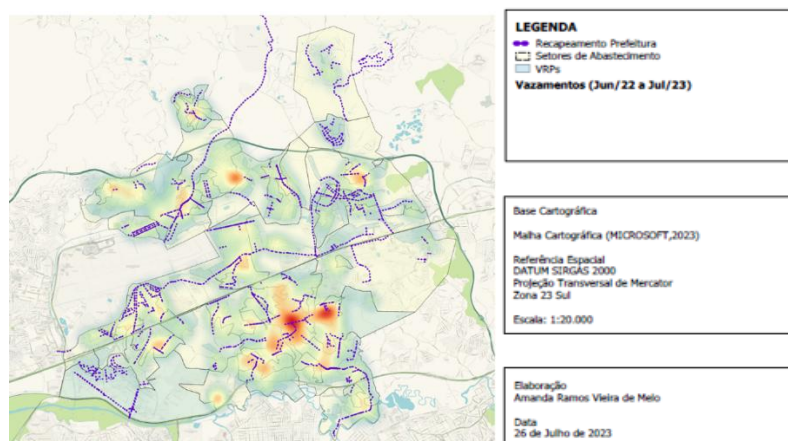 LEGENDA
Recapeamento Prefeitura
Setores de Abastecimento
VRPs
Vazamentos (Jun/22 a Jul/23)
Base Cartográfica
Malha Cartográfica (MICROSOFT,2023)
Referência Espacial
DATUM SIRGAS 2000
Projeção Transversal de Mercator
Zona 23 Sul
Escala: 1:20.000
Elaboração
Amanda Ramos Vieira de Melo
Data
26 de Julho de 2023